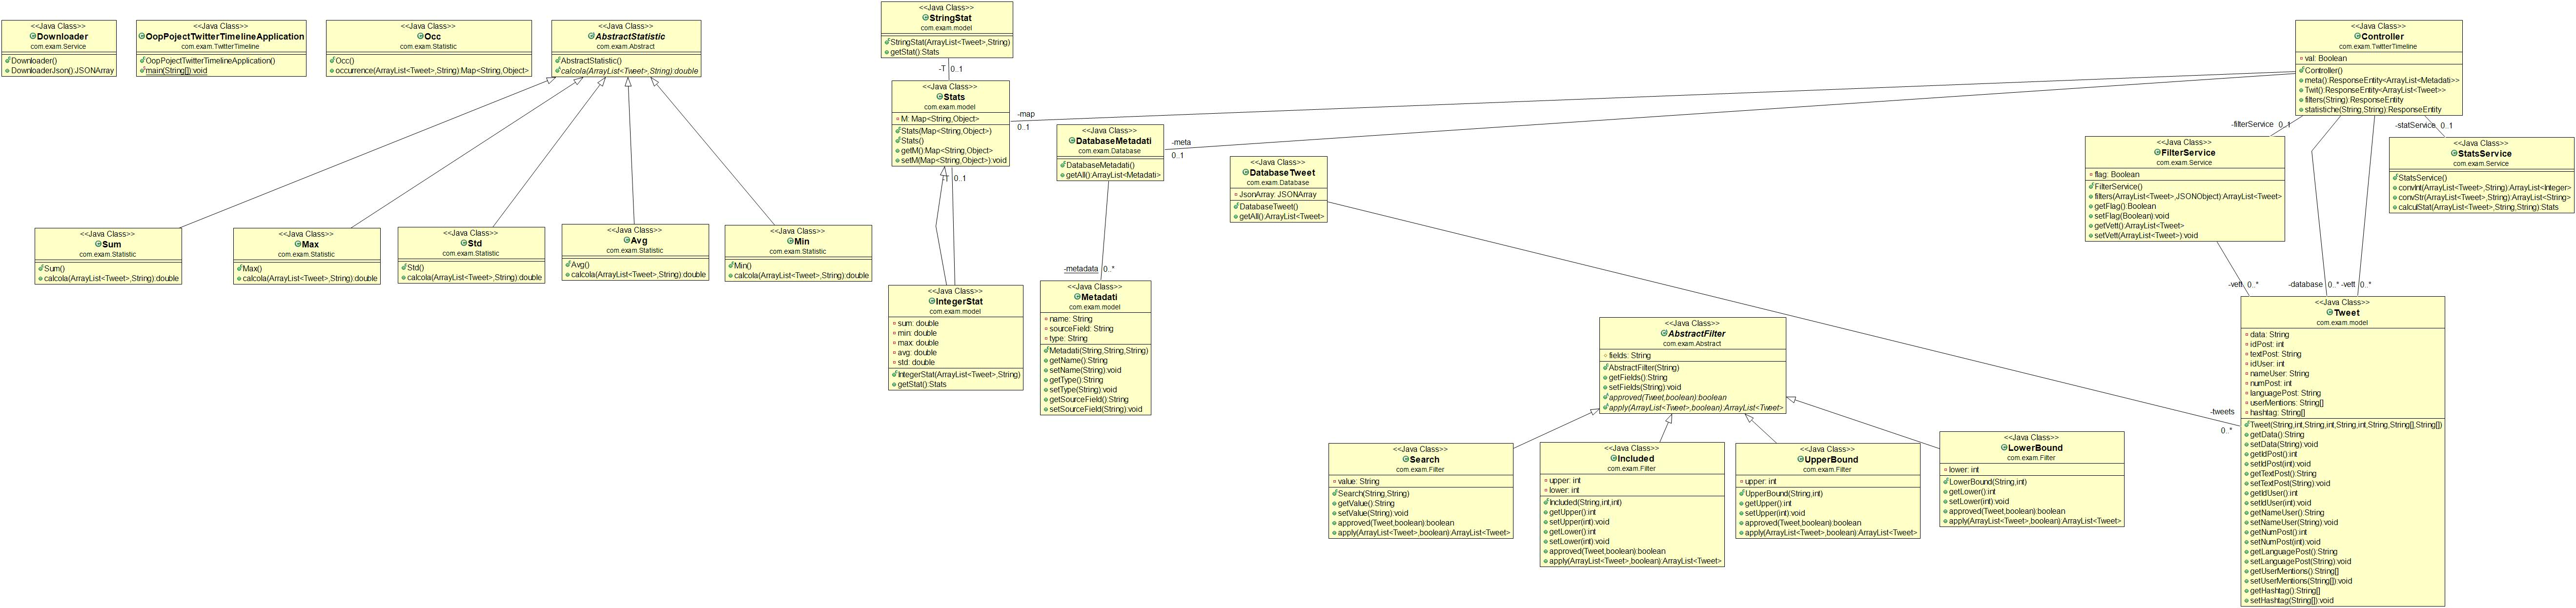 <<Java Class>>
Downloader
com.exam.Service
Downloader()
DownloaderJson():JSONArray
<<Java Class>>
OopPojectTwitterTimelineApplication
com.exam.TwitterTimeline
OopPojectTwitterTimelineApplication()
main(String[]):void
<<Java Class>>
Occ
com.exam.Statistic
Occ()
occurrence(ArrayList<Tweet>,String):Map<String,Object>
<<Java Class>>
AbstractStatistic
com.exam.Abstract
AbstractStatistic()
calcola(ArrayList<Tweet>,String):double
<<Java Class>>
Sum
com.exam.Statistic
Sum()
calcola(ArrayList<Tweet>,String):double
<<Java Class>>
Max
com.exam.Statistic
Max()
calcola(ArrayList<Tweet>,String):double
<<Java Class>>
Std
com.exam.Statistic
Std()
calcola(ArrayList<Tweet>,String):double
<<Java Class>>
Avg
com.exam.Statistic
Avg()
calcola(ArrayList<Tweet>,String):double
<<Java Class>>
Min
com.exam.Statistic
Min()
calcola(ArrayList<Tweet>,String):double
<<Java Class>>
StringStat
com.exam.model
StringStat(ArrayList<Tweet>,String)
getStat():Stats
-T 0..1
<<Java Class>>
Stats
com.exam.model
M: Map<String,Object>
Stats(Map<String,Object>)
Stats()
getM():Map<String,Object>
setM(Map<String,Object>):void
-T 0..1
-map
0..1
<<Java Class>>
IntegerStat
com.exam.model
sum: double
min: double
max: double
avg: double
std: double
IntegerStat(ArrayList<Tweet>,String)
getStat():Stats
<<Java Class>>
DatabaseMetadati
com.exam.Database
DatabaseMetadati()
getAll():ArrayList<Metadati>
-meta
0..1
-metadata 0..*
<<Java Class>>
Metadati
com.exam.model
name: String
sourceField: String
type: String
Metadati(String,String,String)
getName():String
setName(String):void
getType():String
setType(String):void
getSourceField():String
setSourceField(String):void
<<Java Class>>
DatabaseTweet
com.exam.Database
JsonArray: JSONArray
DatabaseTweet()
getAll():ArrayList<Tweet>
<<Java Class>>
AbstractFilter
com.exam.Abstract
fields: String
AbstractFilter(String)
getFields():String
setFields(String):void
approved(Tweet,boolean):boolean
apply(ArrayList<Tweet>,boolean):ArrayList<Tweet>
<<Java Class>>
Search
com.exam.Filter
value: String
Search(String,String)
getValue():String
setValue(String):void
approved(Tweet,boolean):boolean
apply(ArrayList<Tweet>,boolean):ArrayList<Tweet>
<<Java Class>>
Included
com.exam.Filter
upper: int
lower: int
Included(String,int,int)
getUpper():int
setUpper(int):void
getLower():int
setLower(int):void
approved(Tweet,boolean):boolean
apply(ArrayList<Tweet>,boolean):ArrayList<Tweet>
<<Java Class>>
UpperBound
com.exam.Filter
upper: int
UpperBound(String,int)
getUpper():int
setUpper(int):void
approved(Tweet,boolean):boolean
apply(ArrayList<Tweet>,boolean):ArrayList<Tweet>
<<Java Class>>
LowerBound
com.exam.Filter
lower: int
LowerBound(String,int)
getLower():int
setLower(int):void
approved(Tweet,boolean):boolean
apply(ArrayList<Tweet>,boolean):ArrayList<Tweet>
<<Java Class>>
Controller
com.exam.TwitterTimeline
val: Boolean
Controller()
meta():ResponseEntity<ArrayList<Metadati>>
Twit():ResponseEntity<ArrayList<Tweet>>
filters(String):ResponseEntity
statistiche(String,String):ResponseEntity
-filterService 0..1
-statService 0..1
<<Java Class>>
FilterService
com.exam.Service
flag: Boolean
FilterService()
filters(ArrayList<Tweet>,JSONObject):ArrayList<Tweet>
getFlag():Boolean
setFlag(Boolean):void
getVett():ArrayList<Tweet>
setVett(ArrayList<Tweet>):void
<<Java Class>>
StatsService
com.exam.Service
StatsService()
convInt(ArrayList<Tweet>,String):ArrayList<Integer>
convStr(ArrayList<Tweet>,String):ArrayList<String>
calculStat(ArrayList<Tweet>,String,String):Stats
-vett 0..*
-database 0..*
-vett 0..*
-tweets
0..*
<<Java Class>>
Tweet
com.exam.model
data: String
idPost: int
textPost: String
idUser: int
nameUser: String
numPost: int
languagePost: String
userMentions: String[]
hashtag: String[]
Tweet(String,int,String,int,String,int,String,String[],String[])
getData():String
setData(String):void
getIdPost():int
setIdPost(int):void
getTextPost():String
setTextPost(String):void
getIdUser():int
setIdUser(int):void
getNameUser():String
setNameUser(String):void
getNumPost():int
setNumPost(int):void
getLanguagePost():String
setLanguagePost(String):void
getUserMentions():String[]
setUserMentions(String[]):void
getHashtag():String[]
setHashtag(String[]):void